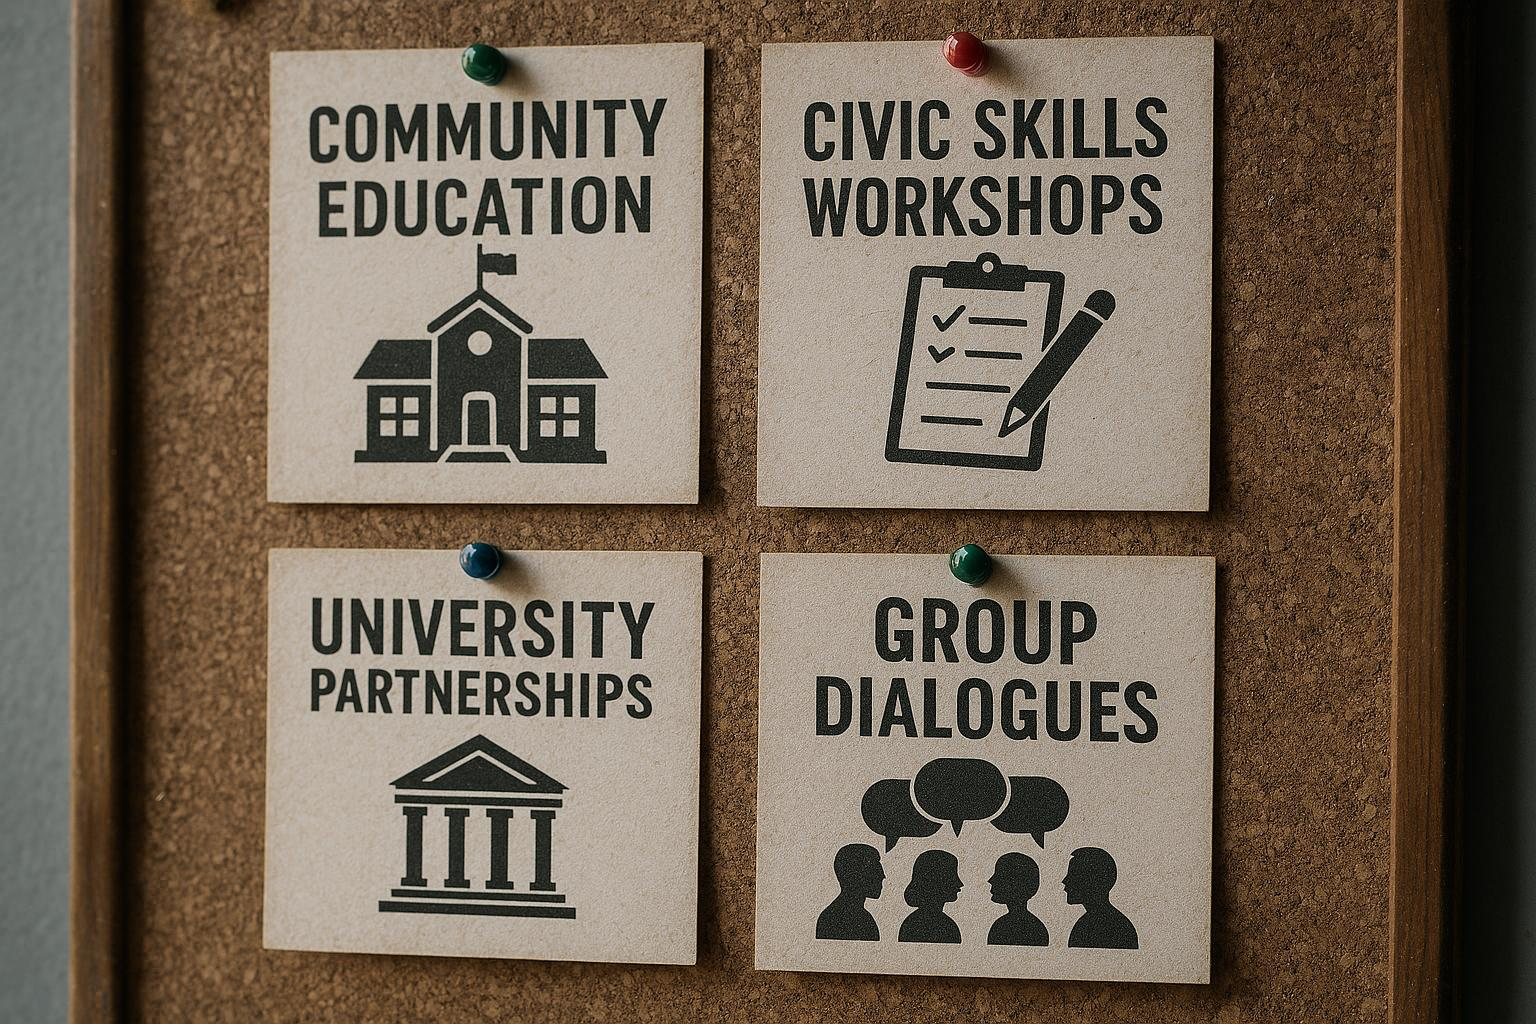 COMMUNITY
EDUCATION
CIVIC SKILLS
WORKSHOPS
UNIVERSITY
PARTNERSHIPS
GROUP
DIALOGUES